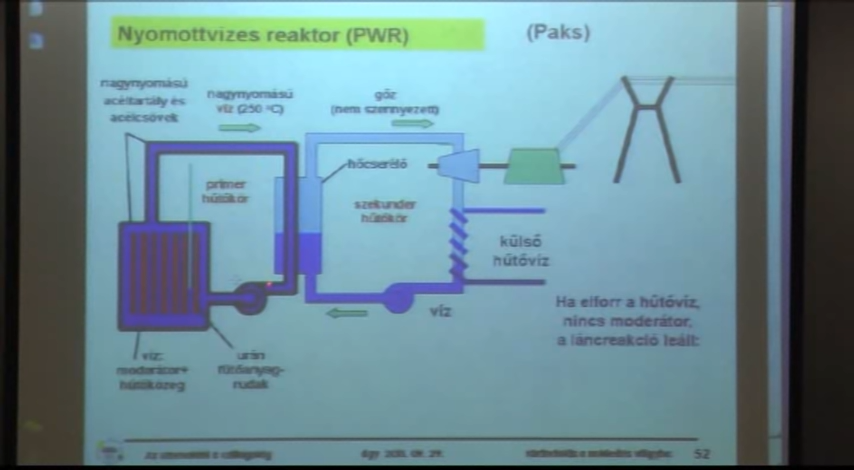 Nyomottvizes reaktor (PWR)
(Paks)
nagynyomású
acéltartály és
acélcsövek
nagynyomású
víz (250 °C)
gőz
(nem szennyezett)
hőcserélő
primer
hűtőkör
szekunder
hűtőkör
külső
hűtővíz
víz
Ha elforr a hűtővíz,
nincs moderátor,
a láncreakció leáll:
víz:
moderátor+
hűtőközeg
urán
fűtőanyag-
rudak
52